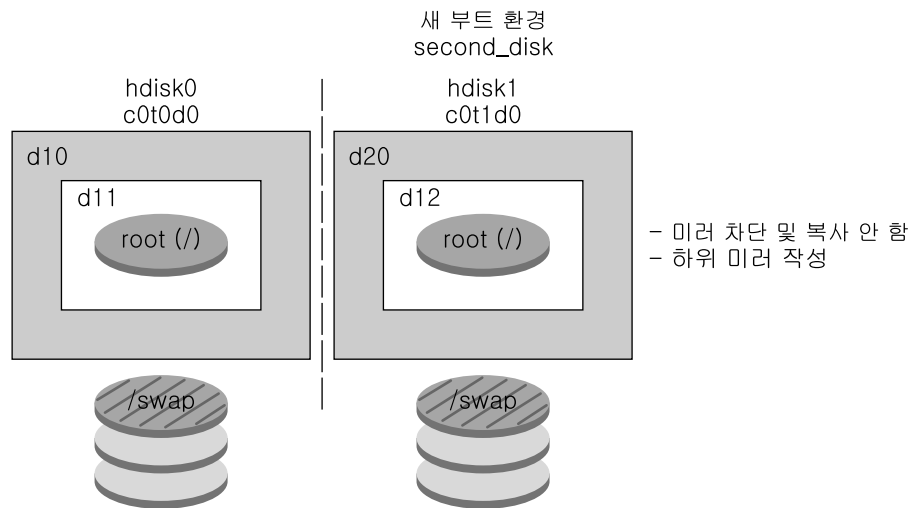 새 부트 환경
second_disk
hdisk0
c0t0d0
hdisk1
c0t1d0
d10
d11
root (/)
d20
d12
root (/)
- 미러 차단 및 복사 안 함
- 하위 미러 작성
/swap
/swap